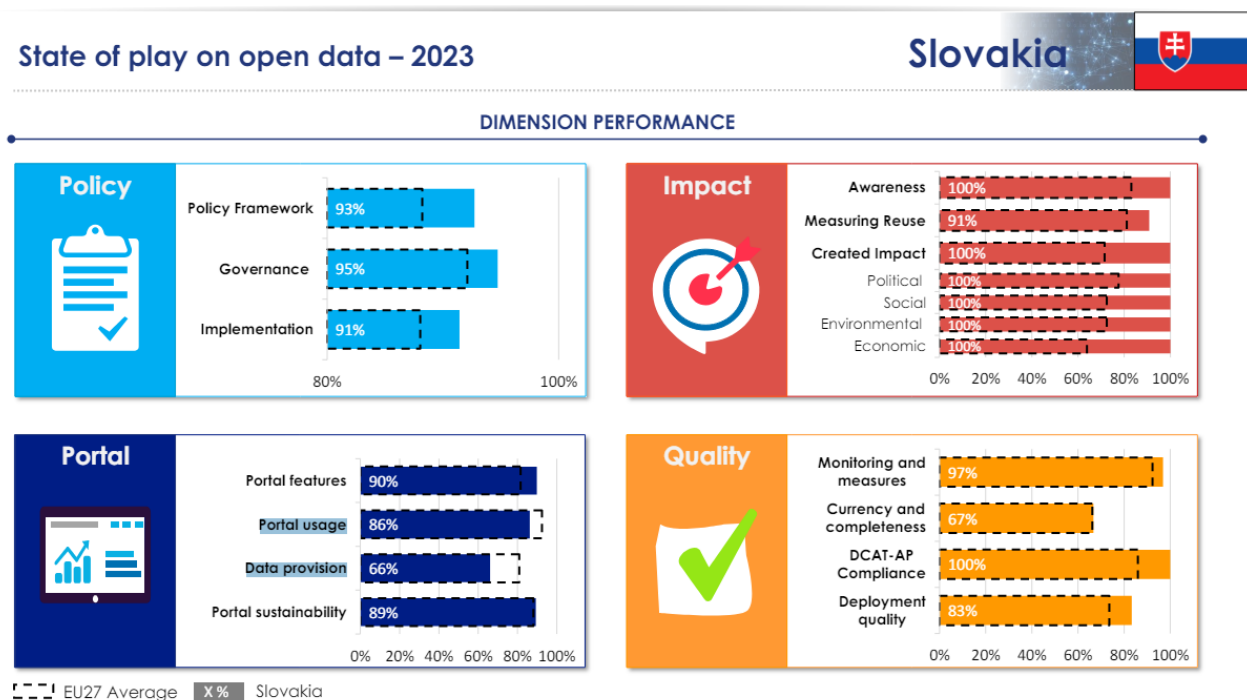 State of play on open data – 2023
Slovakia
DIMENSION PERFORMANCE
Policy
Policy Framework
93%
Governance
95%
Implementation
91%
80%
100%
Impact
Awareness
100%
Measuring Reuse
91%
Created Impact
100%
Political
100%
Social
100%
Environmental
100%
Economic
100%
0% 20% 40% 60% 80% 100%
Portal
Portal features
90%
Portal usage
86%
Data provision
66%
Portal sustainability
89%
0% 20% 40% 60% 80% 100%
Quality
Monitoring and
measures
97%
Currency and
completeness
67%
DCAT-AP
Compliance
100%
Deployment
quality
83%
0% 20% 40% 60% 80% 100%
EU27 Average
X %
Slovakia